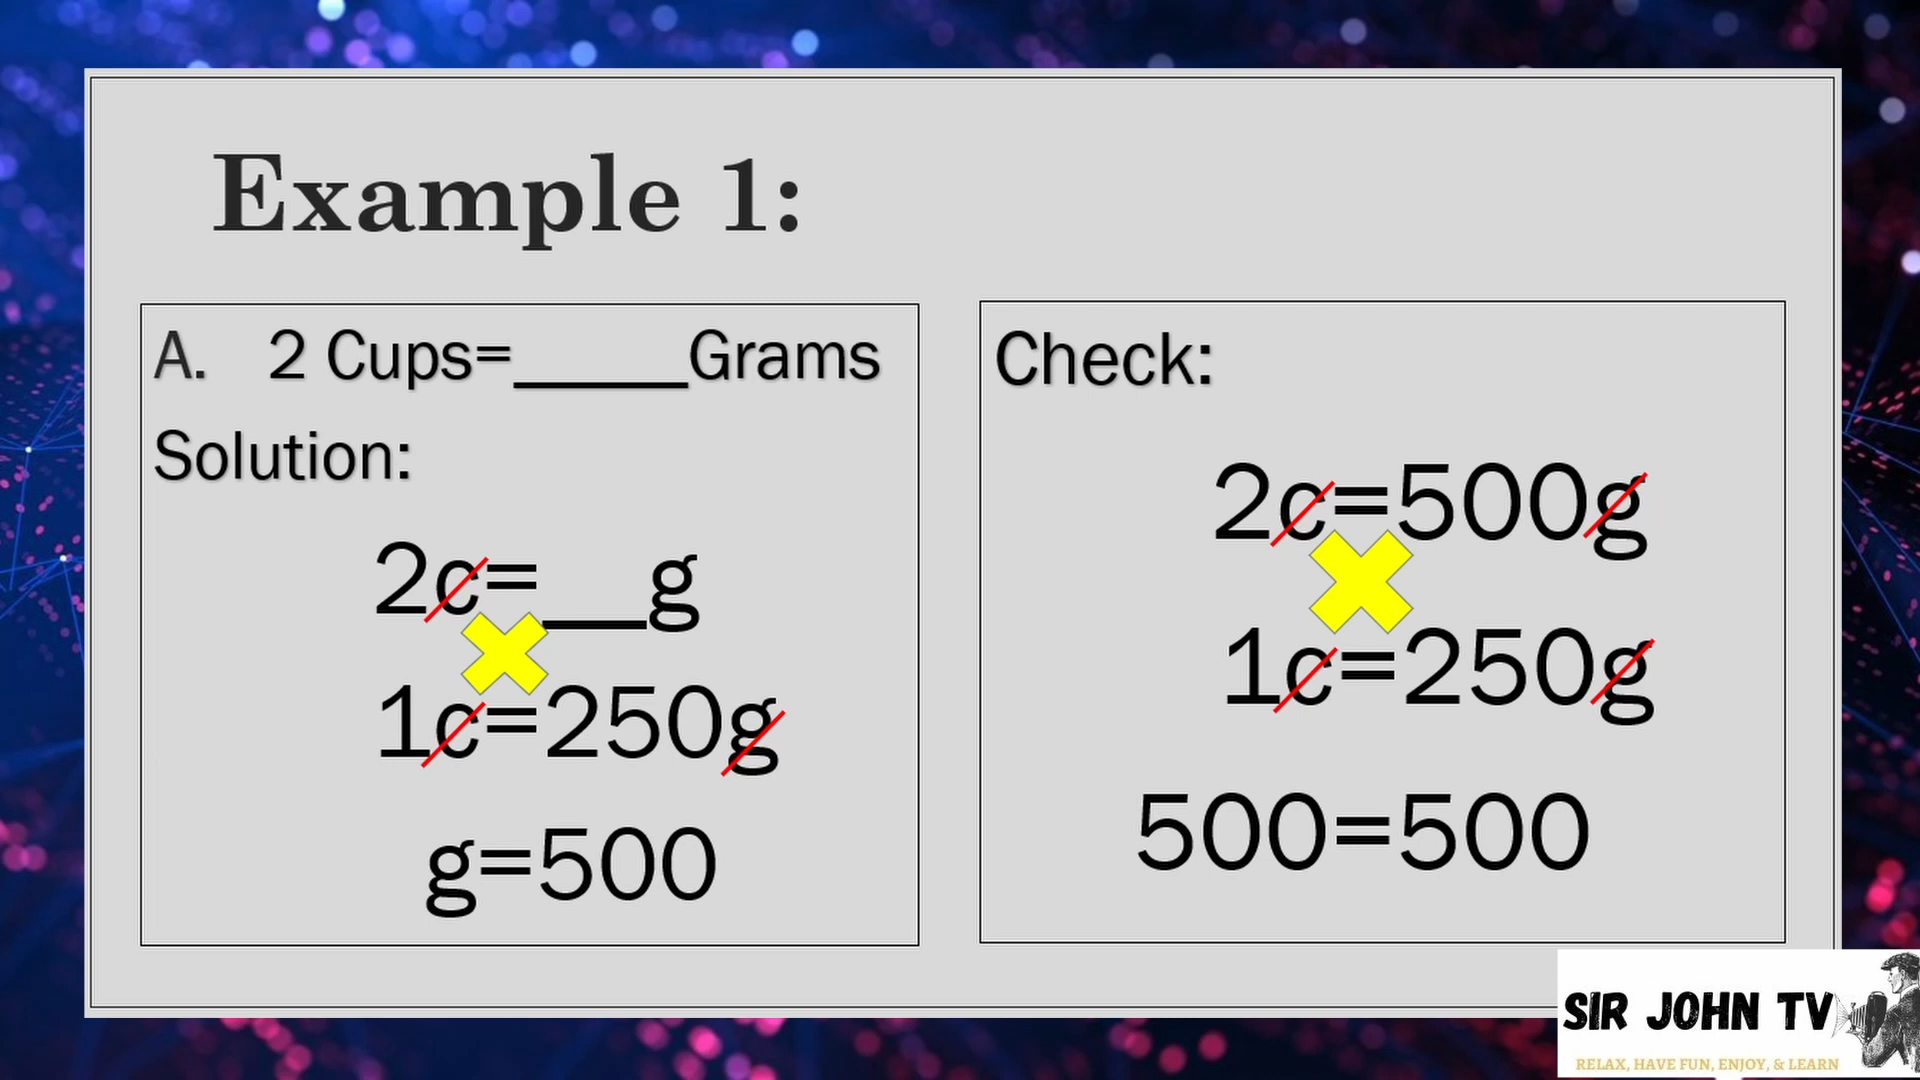 Example 1:
A. 2 Cups=_____Grams
Solution:
2c=__g
1c=250g
g=500
Check:
2c=500g
1c=250g
500=500
SIR JOHN TV
RELAX, HAVE FUN, ENJOY, & LEARN